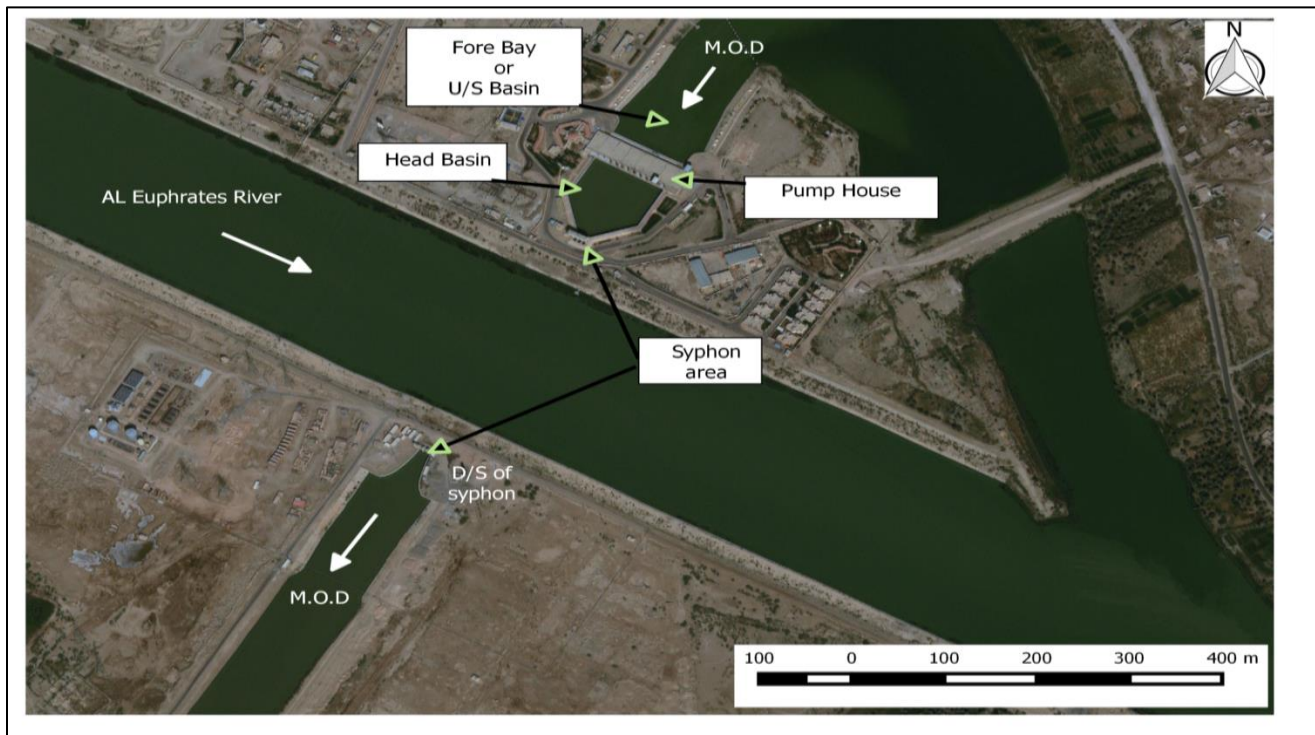 Fore Bay
or
U/S Basin
M.O.D
N
Head Basin
Pump House
AL Euphrates River
Syphon
area
D/S of
syphon
M.O.D
100 0 100 200 300 400 m